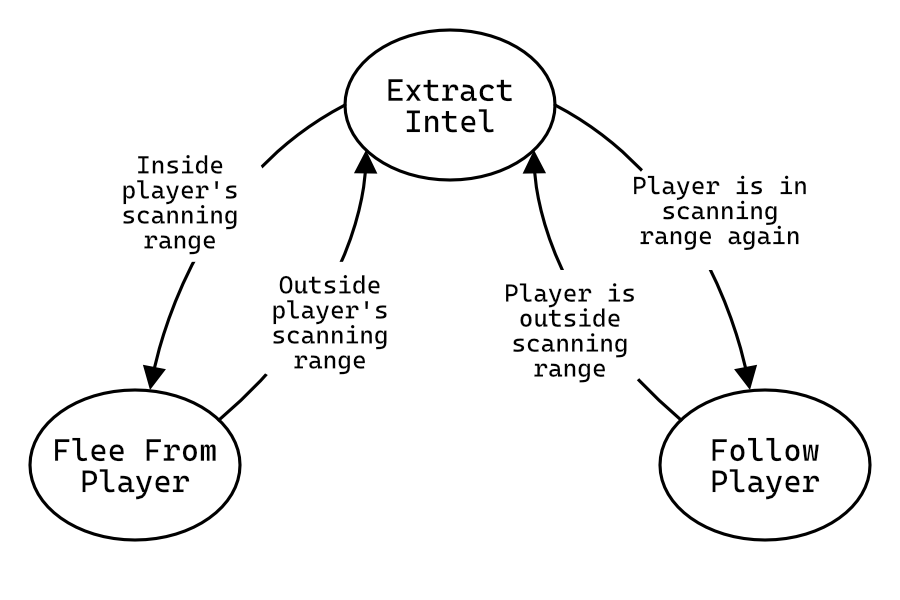 Extract
Intel
Inside
player's
scanning
range
Player is in
scanning
range again
Outside
player's
scanning
range
Player is
outside
scanning
range
Flee From
Player
Follow
Player